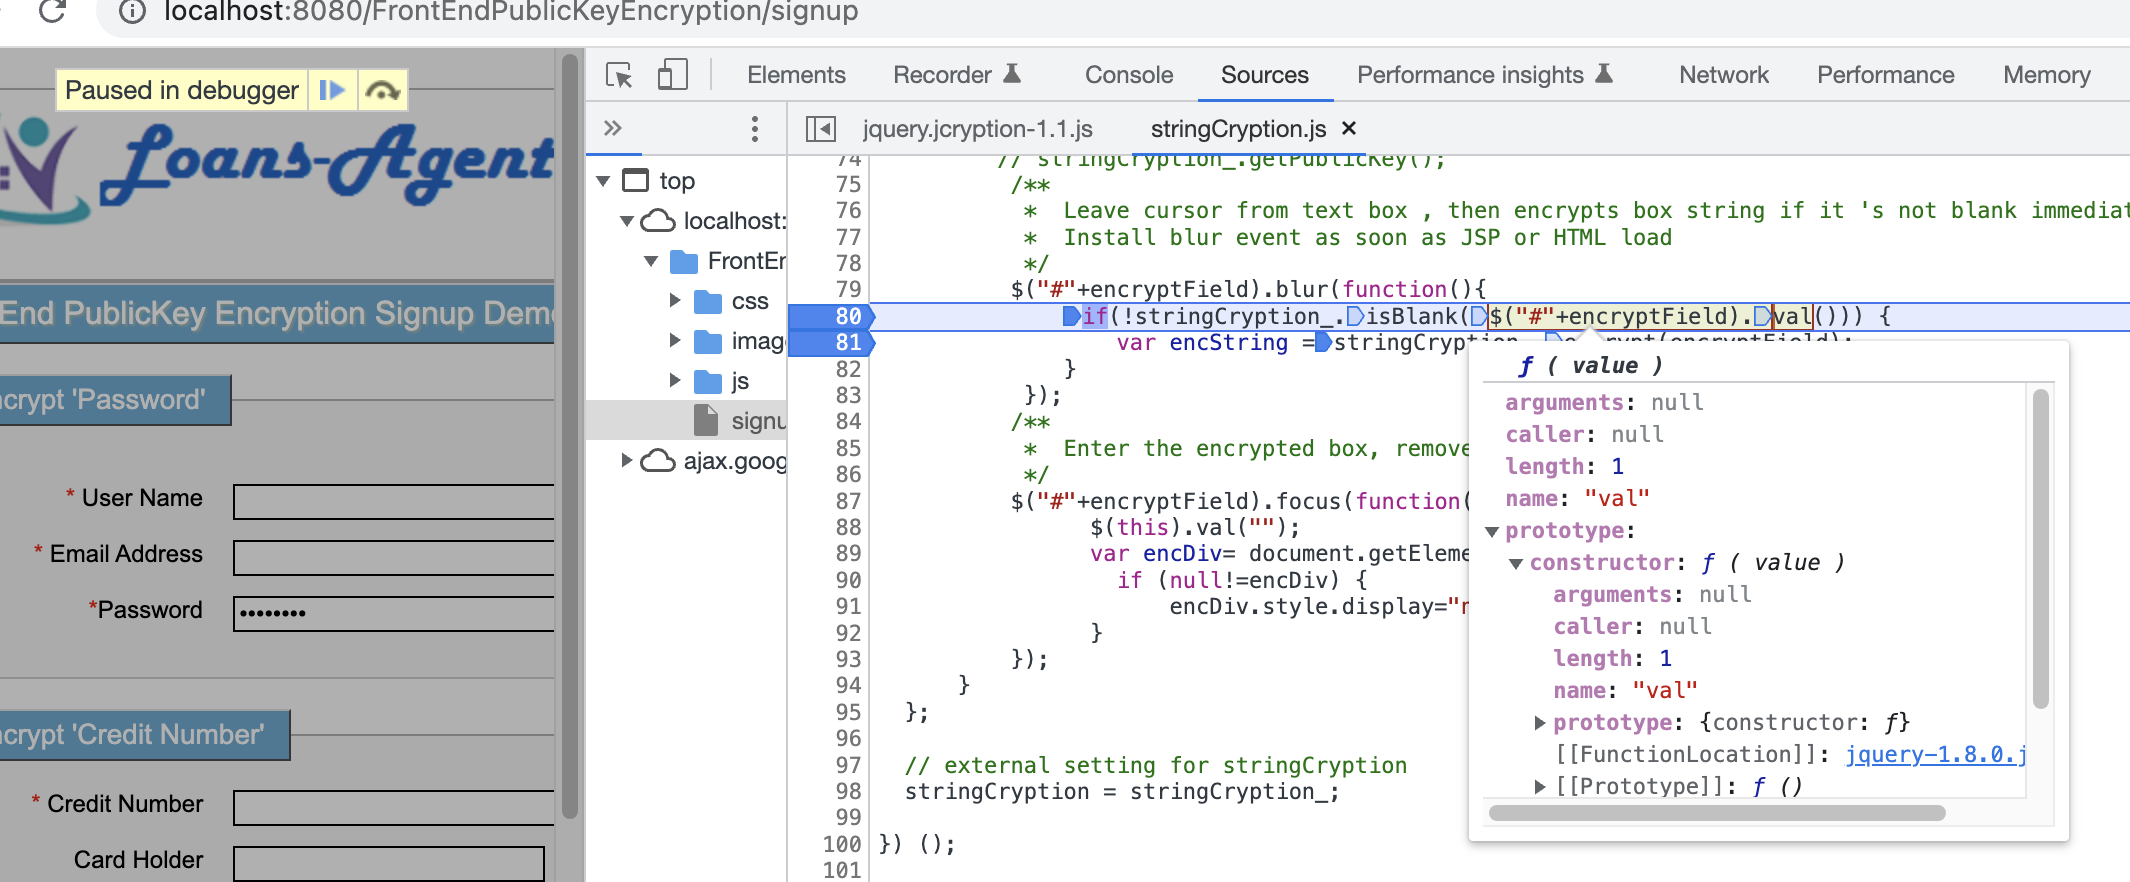 localhost:8080/FrontEndPublicKeyEncryption/signup
Paused in debugger
Loans-Agent
End PublicKey Encryption Signup Demo
ncrypt 'Password'
* User Name
* Email Address
*Password
ncrypt 'Credit Number'
* Credit Number
Card Holder
Elements Recorder Console Sources Performance insights Network Performance Memory
jquery.jcryption-1.1.js stringCryption.js ×
top
localhost:
FrontEn
css
imag
js
signu
ajax.goog
74 // stringCryption_.getPublicKey();
75 /**
76 * Leave cursor from text box , then encrypts box string if it 's not blank immediat
77 * Install blur event as soon as JSP or HTML load
78 */
79 $("#"+encryptField).blur(function(){
80 if(!stringCryption_.isBlank($("#"+encryptField).val())) {
81 var encString =stringCryption_.encrypt(encryptField);
82 }
83 });
84 /**
85 * Enter the encrypted box, remove
86 */
87 $("#"+encryptField).focus(function(
88 $(this).val("");
89 var encDiv= document.getEleme
90 if (null!=encDiv) {
91 encDiv.style.display="n
92 }
93 });
94 }
95 };
96
97 // external setting for stringCryption
98 stringCryption = stringCryption_;
99
100 }) ();
101
ƒ ( value )
arguments: null
caller: null
length: 1
name: "val"
prototype:
constructor: ƒ ( value )
arguments: null
caller: null
length: 1
name: "val"
prototype: {constructor: ƒ}
[[FunctionLocation]]: jquery-1.8.0.j
[[Prototype]]: ƒ ()